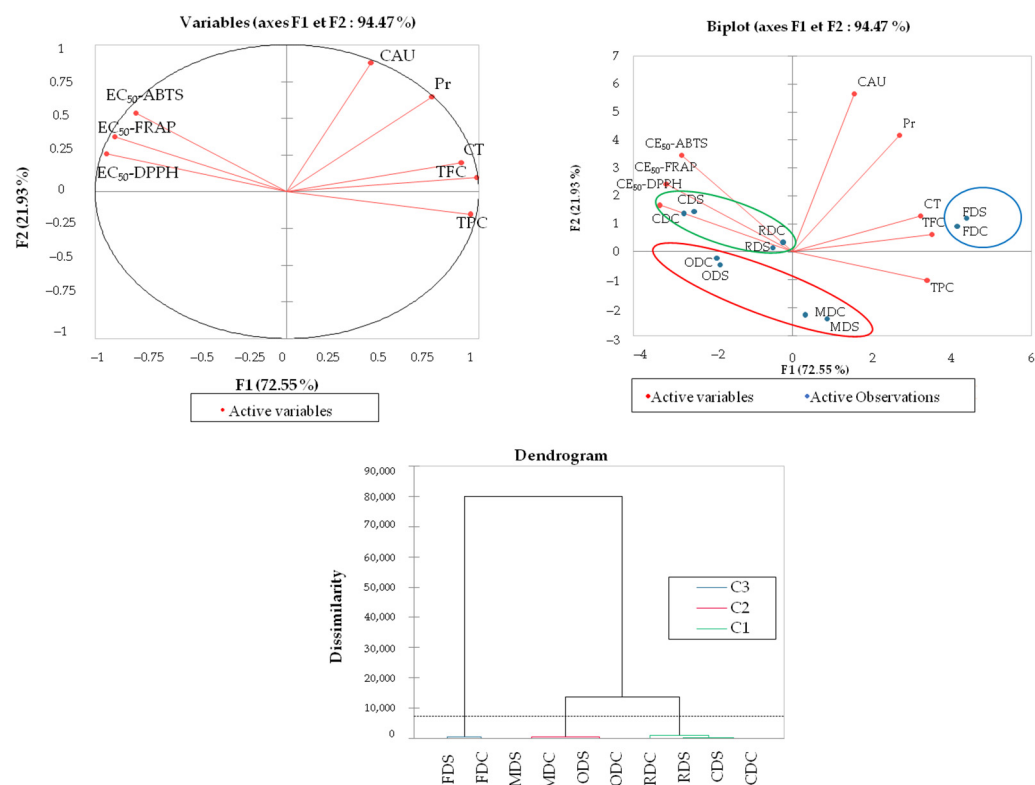 Variables (axes F1 et F2 : 94.47 %)
1
0.75
0.5
0.25
0
−0.25
−0.5
−0.75
−1
F2 (21.93 %)
CAU
Pr
EC50-ABTS
EC50-FRAP
EC50-DPPH
CT
TFC
TPC
−1
−0.75
−0.5
−0.25
0
0.25
0.5
0.75
1
F1 (72.55 %)
Active variables
Biplot (axes F1 et F2 : 94.47 %)
7
6
5
4
3
2
1
0
−1
−2
−3
F2 (21.93 %)
CAU
Pr
CE50-ABTS
CE50-FRAP
CE50-DPPH
CDS
CDC
RDC
RDS
CT
TFC
FDS
FDC
ODC
ODS
TPC
MDC
MDS
−4
−2
0
2
4
6
F1 (72.55 %)
Active variables
Active Observations
Dendrogram
90,000
80,000
70,000
60,000
50,000
40,000
30,000
20,000
10,000
0
Dissimilarity
C3
C2
C1
FDS
FDC
MDS
MDC
ODS
ODC
RDC
RDS
CDS
CDC